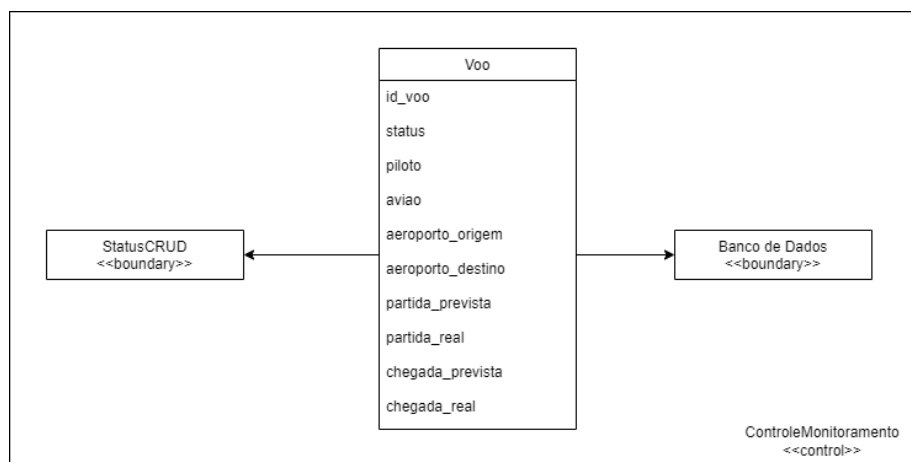 Voo
id_voo
status
piloto
aviao
aeroporto_origem
aeroporto_destino
partida_prevista
partida_real
chegada_prevista
chegada_real
StatusCRUD
<<boundary>>
Banco de Dados
<<boundary>>
ControleMonitoramento
<<control>>